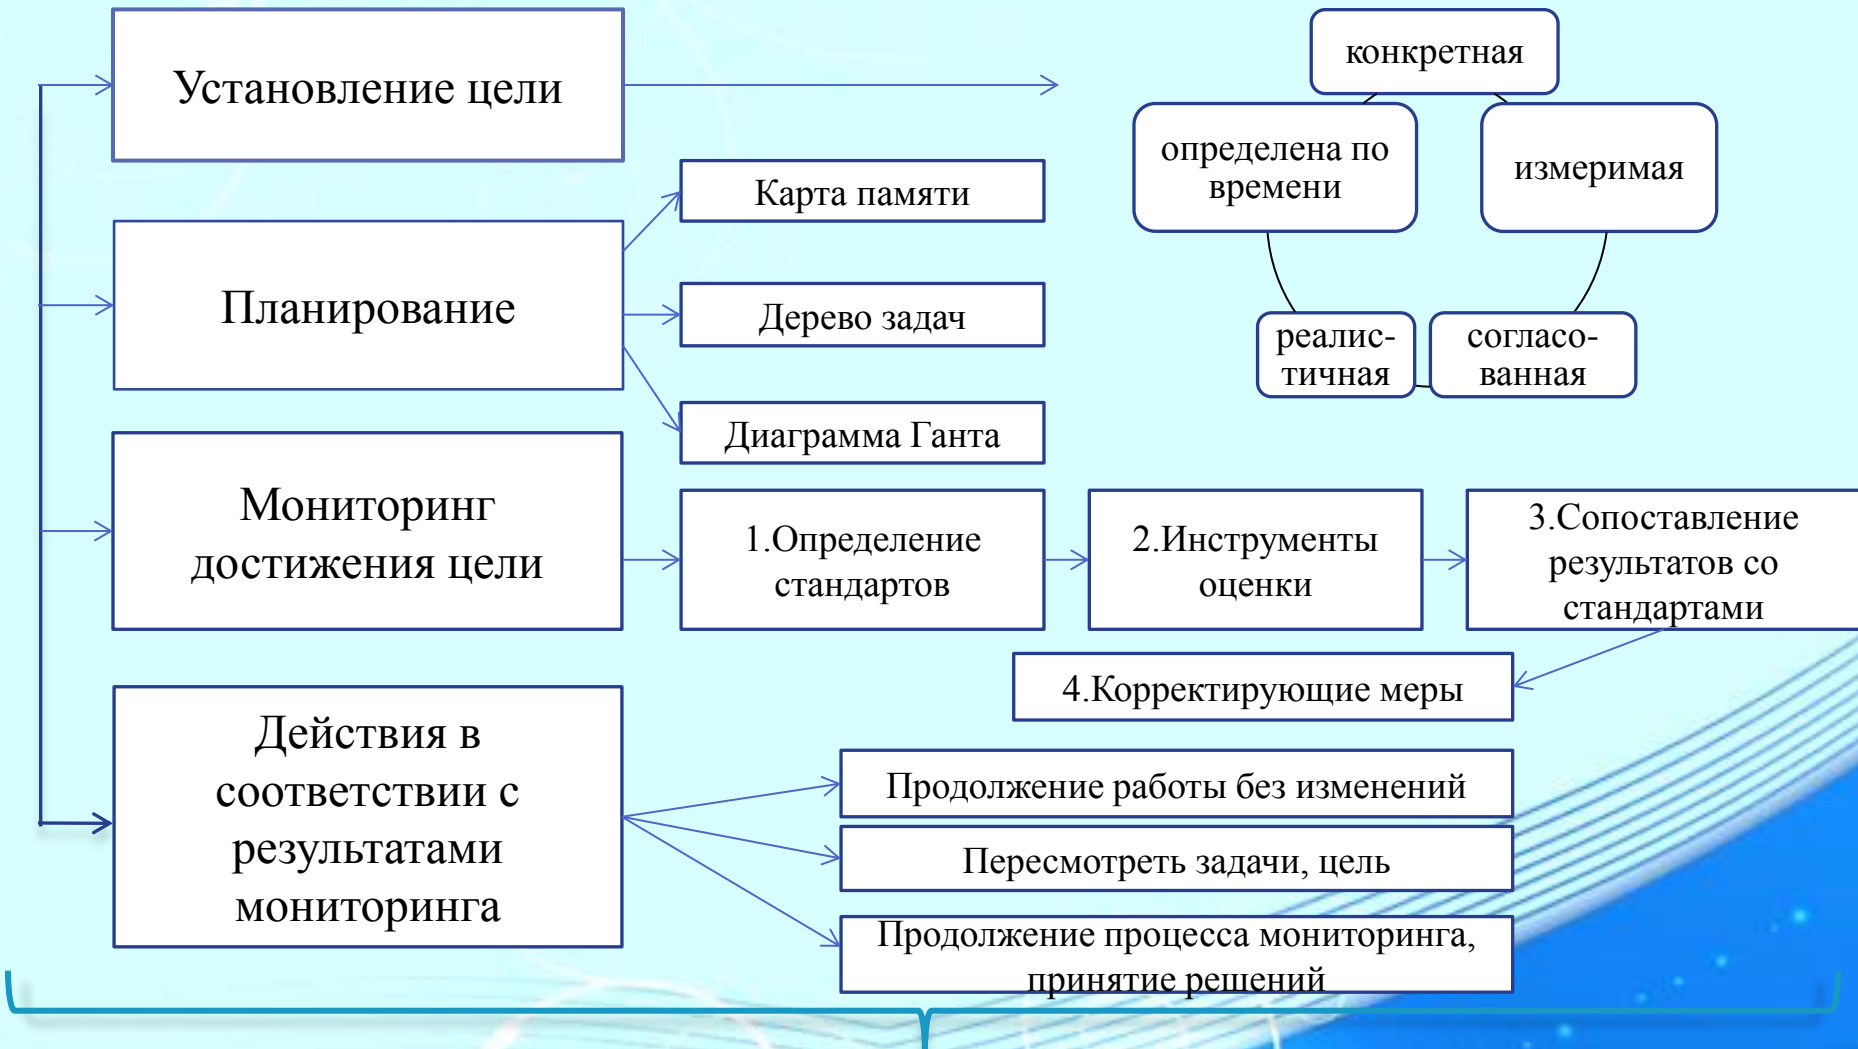 Установление цели
конкретная
определена по
времени
измеримая
реалис-
тичная
согласо-
ванная
Планирование
Карта памяти
Дерево задач
Диаграмма Ганта
Мониторинг
достижения цели
1.Определение
стандартов
2.Инструменты
оценки
3.Сопоставление
результатов со
стандартами
4.Корректирующие меры
Действия в
соответствии с
результатами
мониторинга
Продолжение работы без изменений
Пересмотреть задачи, цель
Продолжение процесса мониторинга,
принятие решений